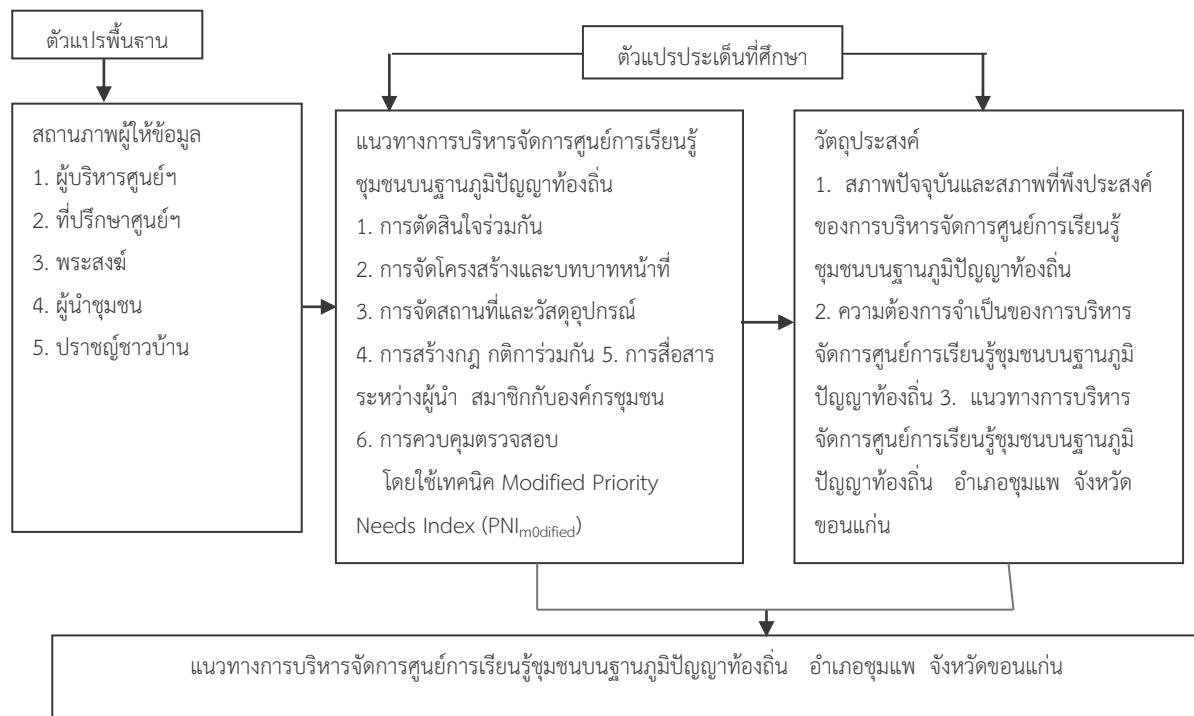 ตัวแปรพื้นฐาน
ตัวแปรประเด็นที่ศึกษา
สถานภาพผู้ให้ข้อมูล
1. ผู้บริหารศูนย์ฯ
2. ที่ปรึกษาศูนย์ฯ
3. พระสงฆ์
4. ผู้นำชุมชน
5. ปราชญ์ชาวบ้าน
แนวทางการบริหารจัดการศูนย์การเรียนรู้
ชุมชนบนฐานภูมิปัญญาท้องถิ่น
1. การตัดสินใจร่วมกัน
2. การจัดโครงสร้างและบทบาทหน้าที่
3. การจัดสถานที่และวัสดุอุปกรณ์
4. การสร้างกฎ กติการ่วมกัน 5. การสื่อสาร
ระหว่างผู้นำ สมาชิกกับองค์กรชุมชน
6. การควบคุมตรวจสอบ
โดยใช้เทคนิค Modified Priority
Needs Index (PNIm0dified)
วัตถุประสงค์
1. สภาพปัจจุบันและสภาพที่พึงประสงค์
ของการบริหารจัดการศูนย์การเรียนรู้
ชุมชนบนฐานภูมิปัญญาท้องถิ่น
2. ความต้องการจำเป็นของการบริหาร
จัดการศูนย์การเรียนรู้ชุมชนบนฐานภูมิ
ปัญญาท้องถิ่น 3. แนวทางการบริหาร
จัดการศูนย์การเรียนรู้ชุมชนบนฐานภูมิ
ปัญญาท้องถิ่น อำเภอชุมแพ จังหวัด
ขอนแก่น
แนวทางการบริหารจัดการศูนย์การเรียนรู้ชุมชนบนฐานภูมิปัญญาท้องถิ่น อำเภอชุมแพ จังหวัดขอนแก่น